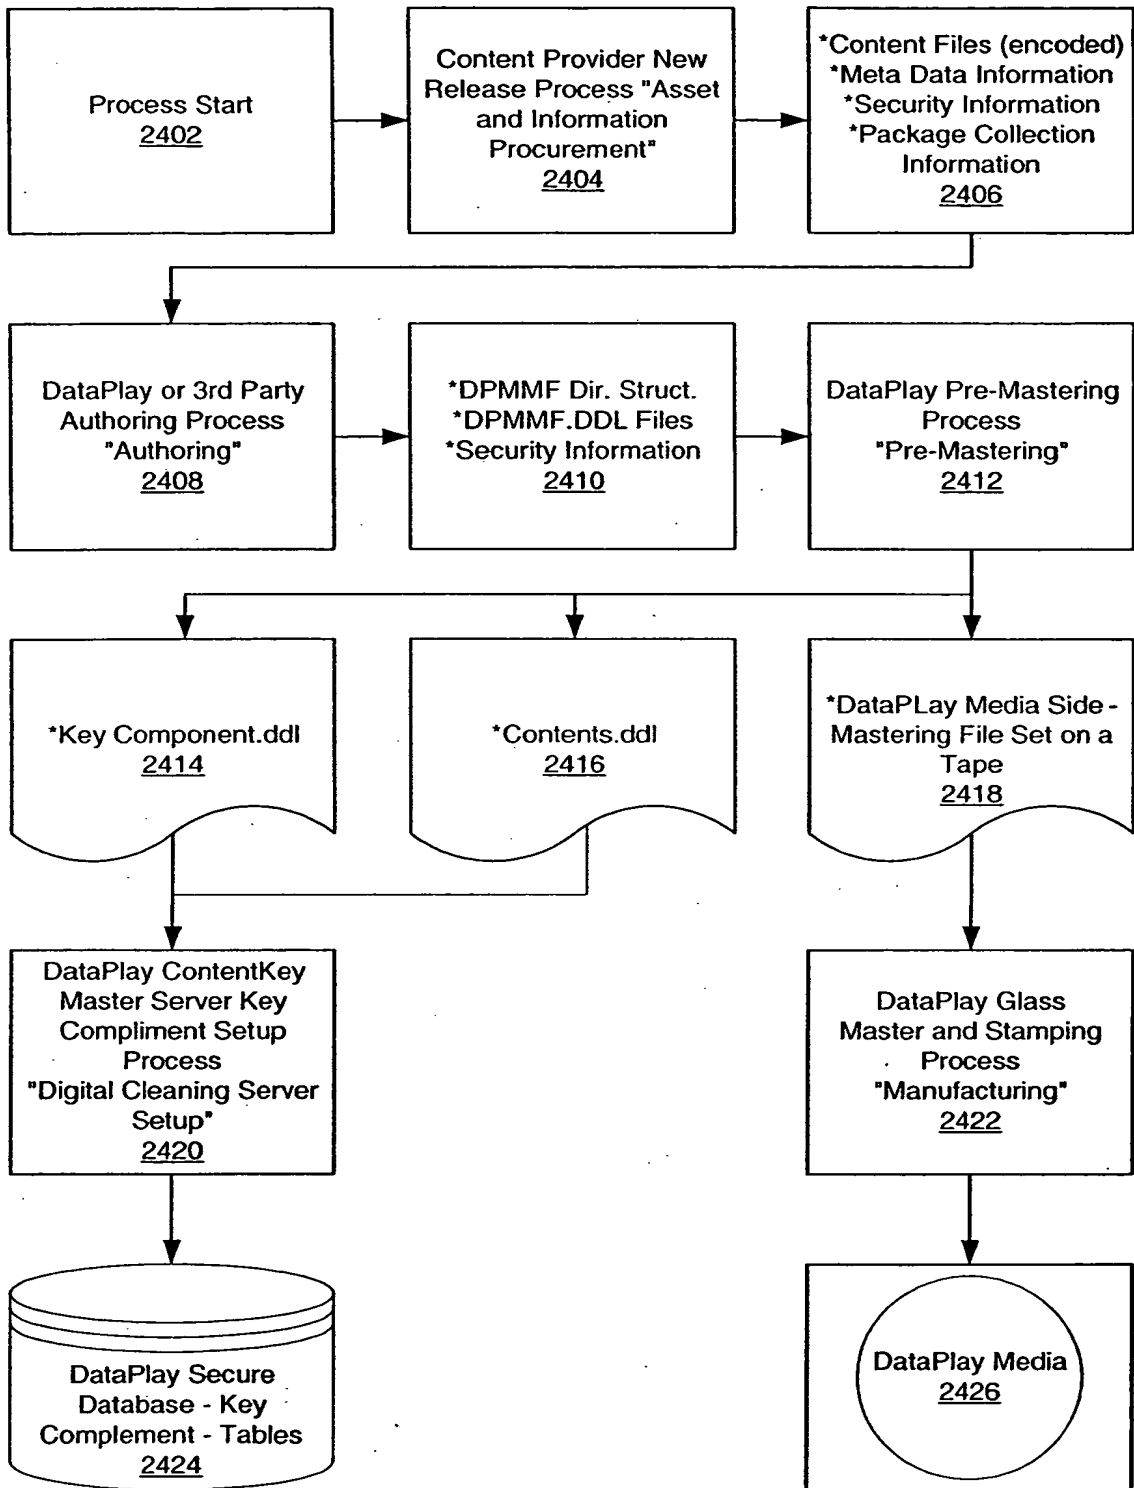 Process Start
2402
Content Provider New
Release Process "Asset
and Information
Procurement"
2404
*Content Files (encoded)
*Meta Data Information
*Security Information
*Package Collection
Information
2406
DataPlay or 3rd Party
Authoring Process
"Authoring"
2408
*DPMMF Dir. Struct.
*DPMMF.DDL Files
*Security Information
2410
DataPlay Pre-Mastering
Process
"Pre-Mastering"
2412
*Key Component.ddl
2414
*Contents.ddl
2416
*DataPLay Media Side -
Mastering File Set on a
Tape
2418
DataPlay ContentKey
Master Server Key
Compliment Setup
Process
"Digital Cleaning Server
Setup"
2420
DataPlay Glass
Master and Stamping
Process
"Manufacturing"
2422
DataPlay Secure
Database - Key
Complement - Tables
2424
DataPlay Media
2426